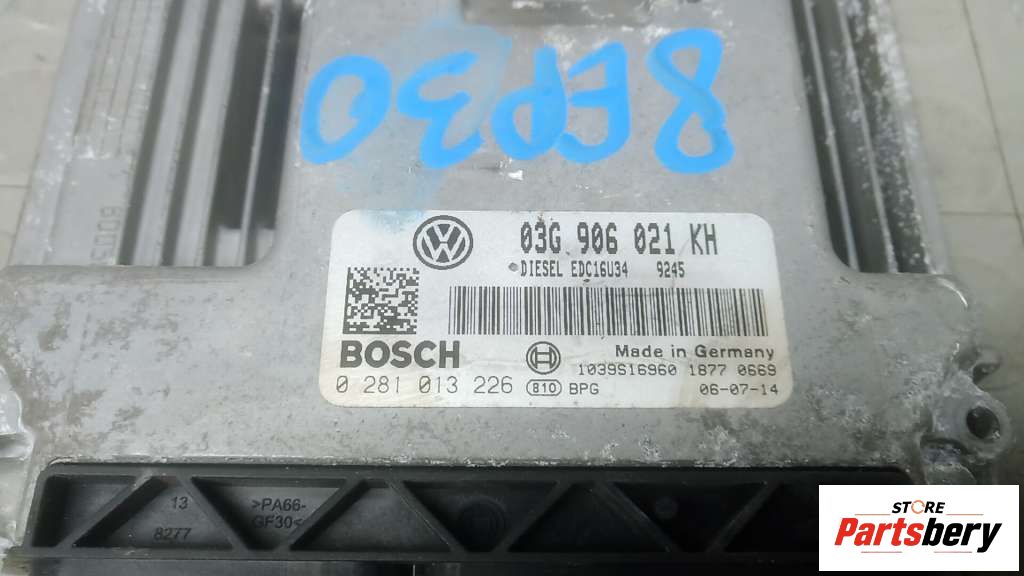 8EP30
03G 906 021 KH
DIESEL EDC16U34 9245
BOSCH
Made in Germany
1039S16960 1877 0669
0 281 013 226 810 BPG 06-07-14
13
8277
>PA66-
GF30<
STORE
Partsbery